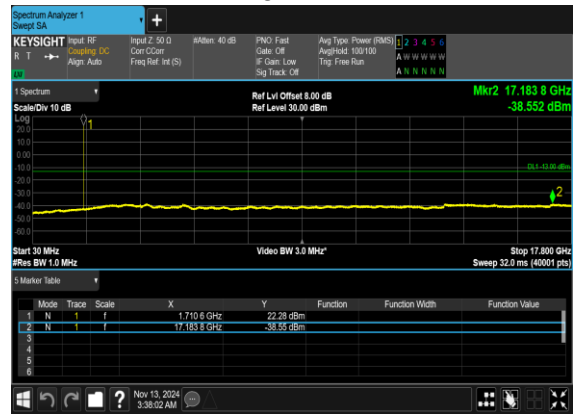 Spectrum Analyzer 1
Swept SA
+
KEYSIGHT Input: RF Input Z: 50 Ω #Atten: 40 dB PNO: Fast Avg Type: Power (RMS) 1 2 3 4 5 6
R T Coupling: DC Corr CCorr Gate: Off Avg|Hold: 100/100 A W W W W W
Align: Auto Freq Ref: Int (S) IF Gain: Low Trig: Free Run
LW Sig Track: Off A N N N N N
1 Spectrum Ref Lvl Offset 8.00 dB Mkr2 17.183 8 GHz
Scale/Div 10 dB Ref Level 30.00 dBm -38.552 dBm
Log
1
20.0
10.0
0.00
-10.0
DL1 -13.00 dBm
-20.0
-30.0
2
-40.0
-50.0
-60.0
Start 30 MHz Video BW 3.0 MHz* Stop 17.800 GHz
#Res BW 1.0 MHz Sweep 32.0 ms (40001 pts)
5 Marker Table
Mode Trace Scale X Y Function Function Width Function Value
1 N 1 f 1.710 6 GHz 22.28 dBm
2 N 1 f 17.183 8 GHz -38.55 dBm
3
4
5
6
? Nov 13, 2024
3:38:02 AM